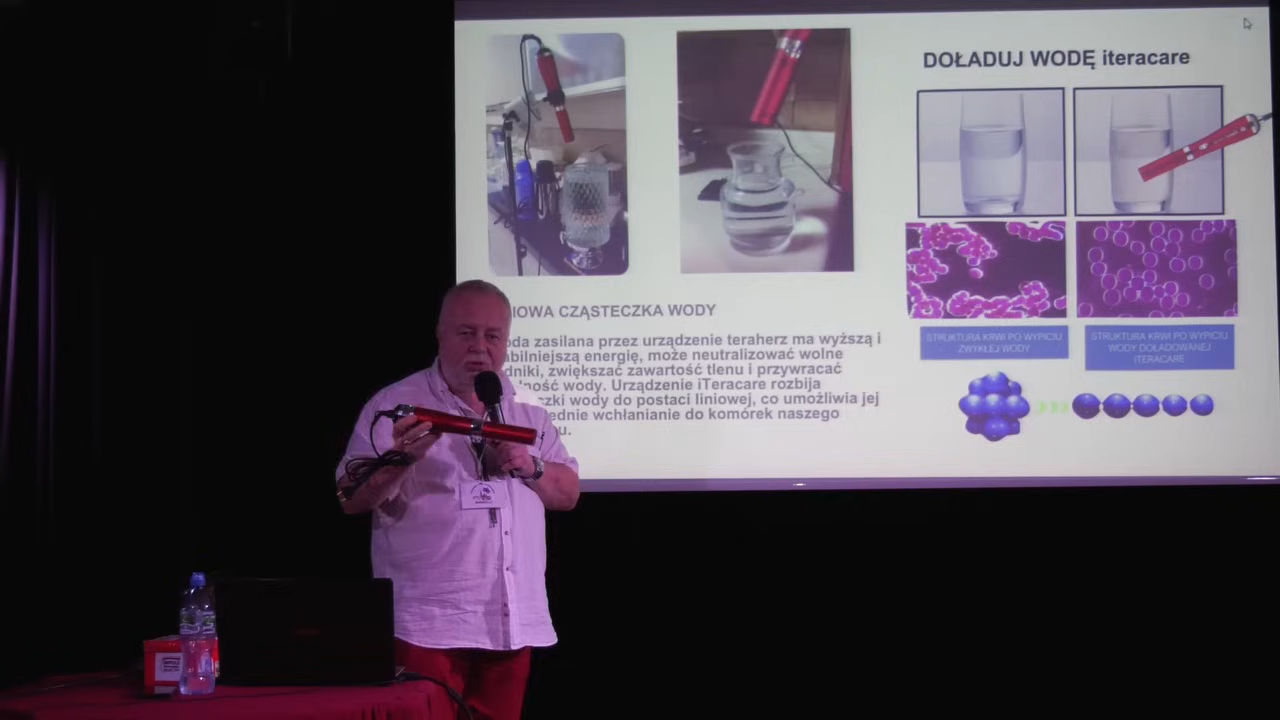 DOŁADUJ WODĘ iteracare
IOWA CZĄSTECZKA WODY
oda zasilana przez urządzenie teraherz ma wyższą i
abilniejszą energię, może neutralizować wolne
dniki, zwiększać zawartość tlenu i przywracać
lność wody. Urządzenie iTeracare rozbija
czki wody do postaci liniowej, co umożliwia jej
ednie wchłanianie do komórek naszego
u.
STRUKTURA KRWI PO WYPICIU
ZWYKŁEJ WODY
STRUKTURA KRWI PO WYPICIU
WODY DOŁADOWANEJ
ITERACARE